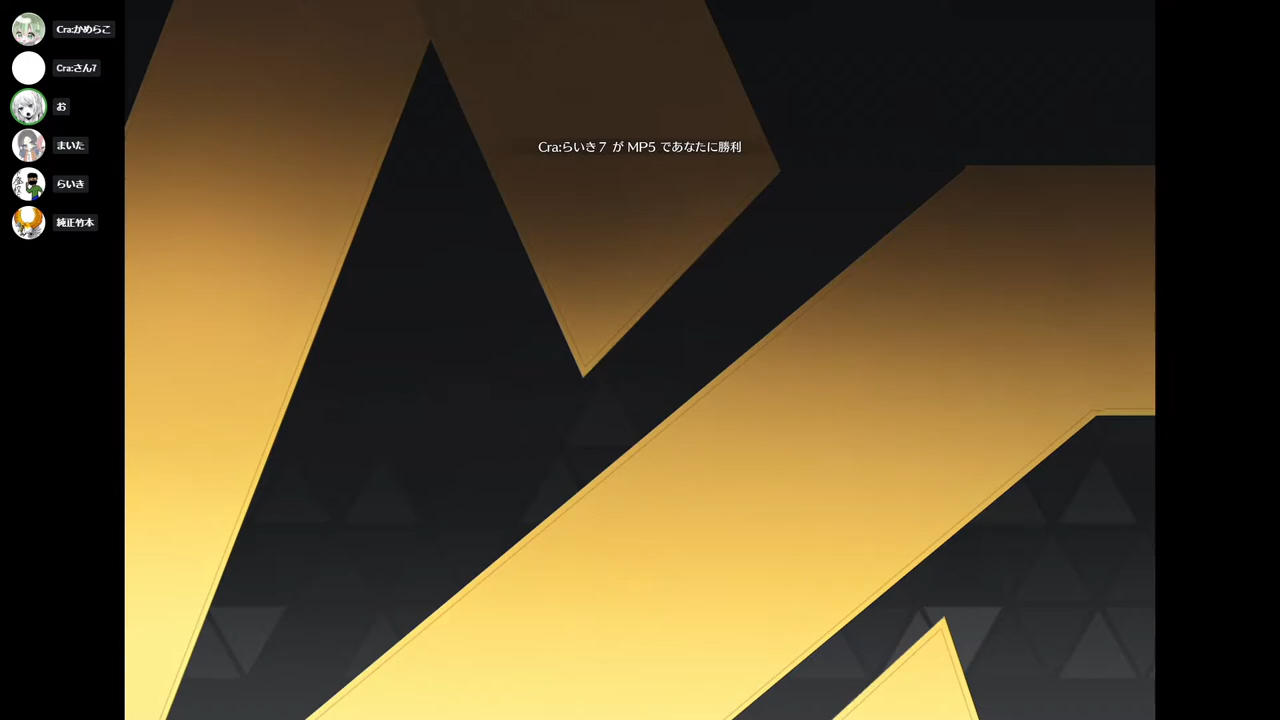 Cra:かめらこ
Cra:さん7
お
まいた
らいき
純正竹本
Cra:らいき７ が MP5 であなたに勝利